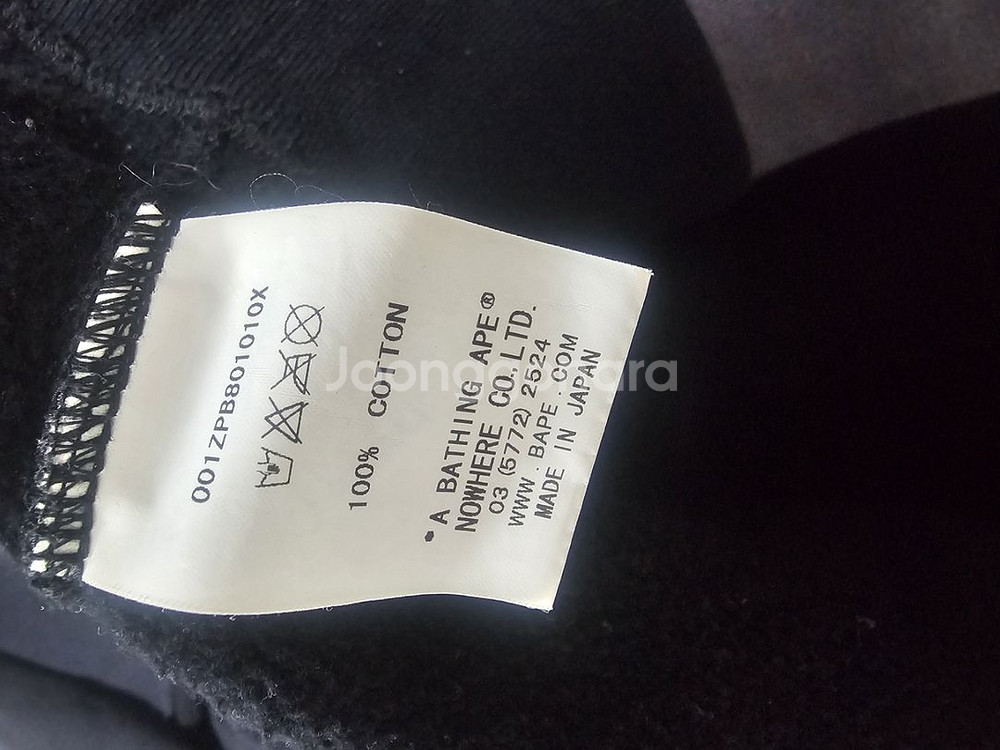 001ZPB801010X
100% COTTON
• A BATHING APE®
NOWHERE CO.,LTD.
03 (5772) 2524
WWW.BAPE.COM
MADE IN JAPAN